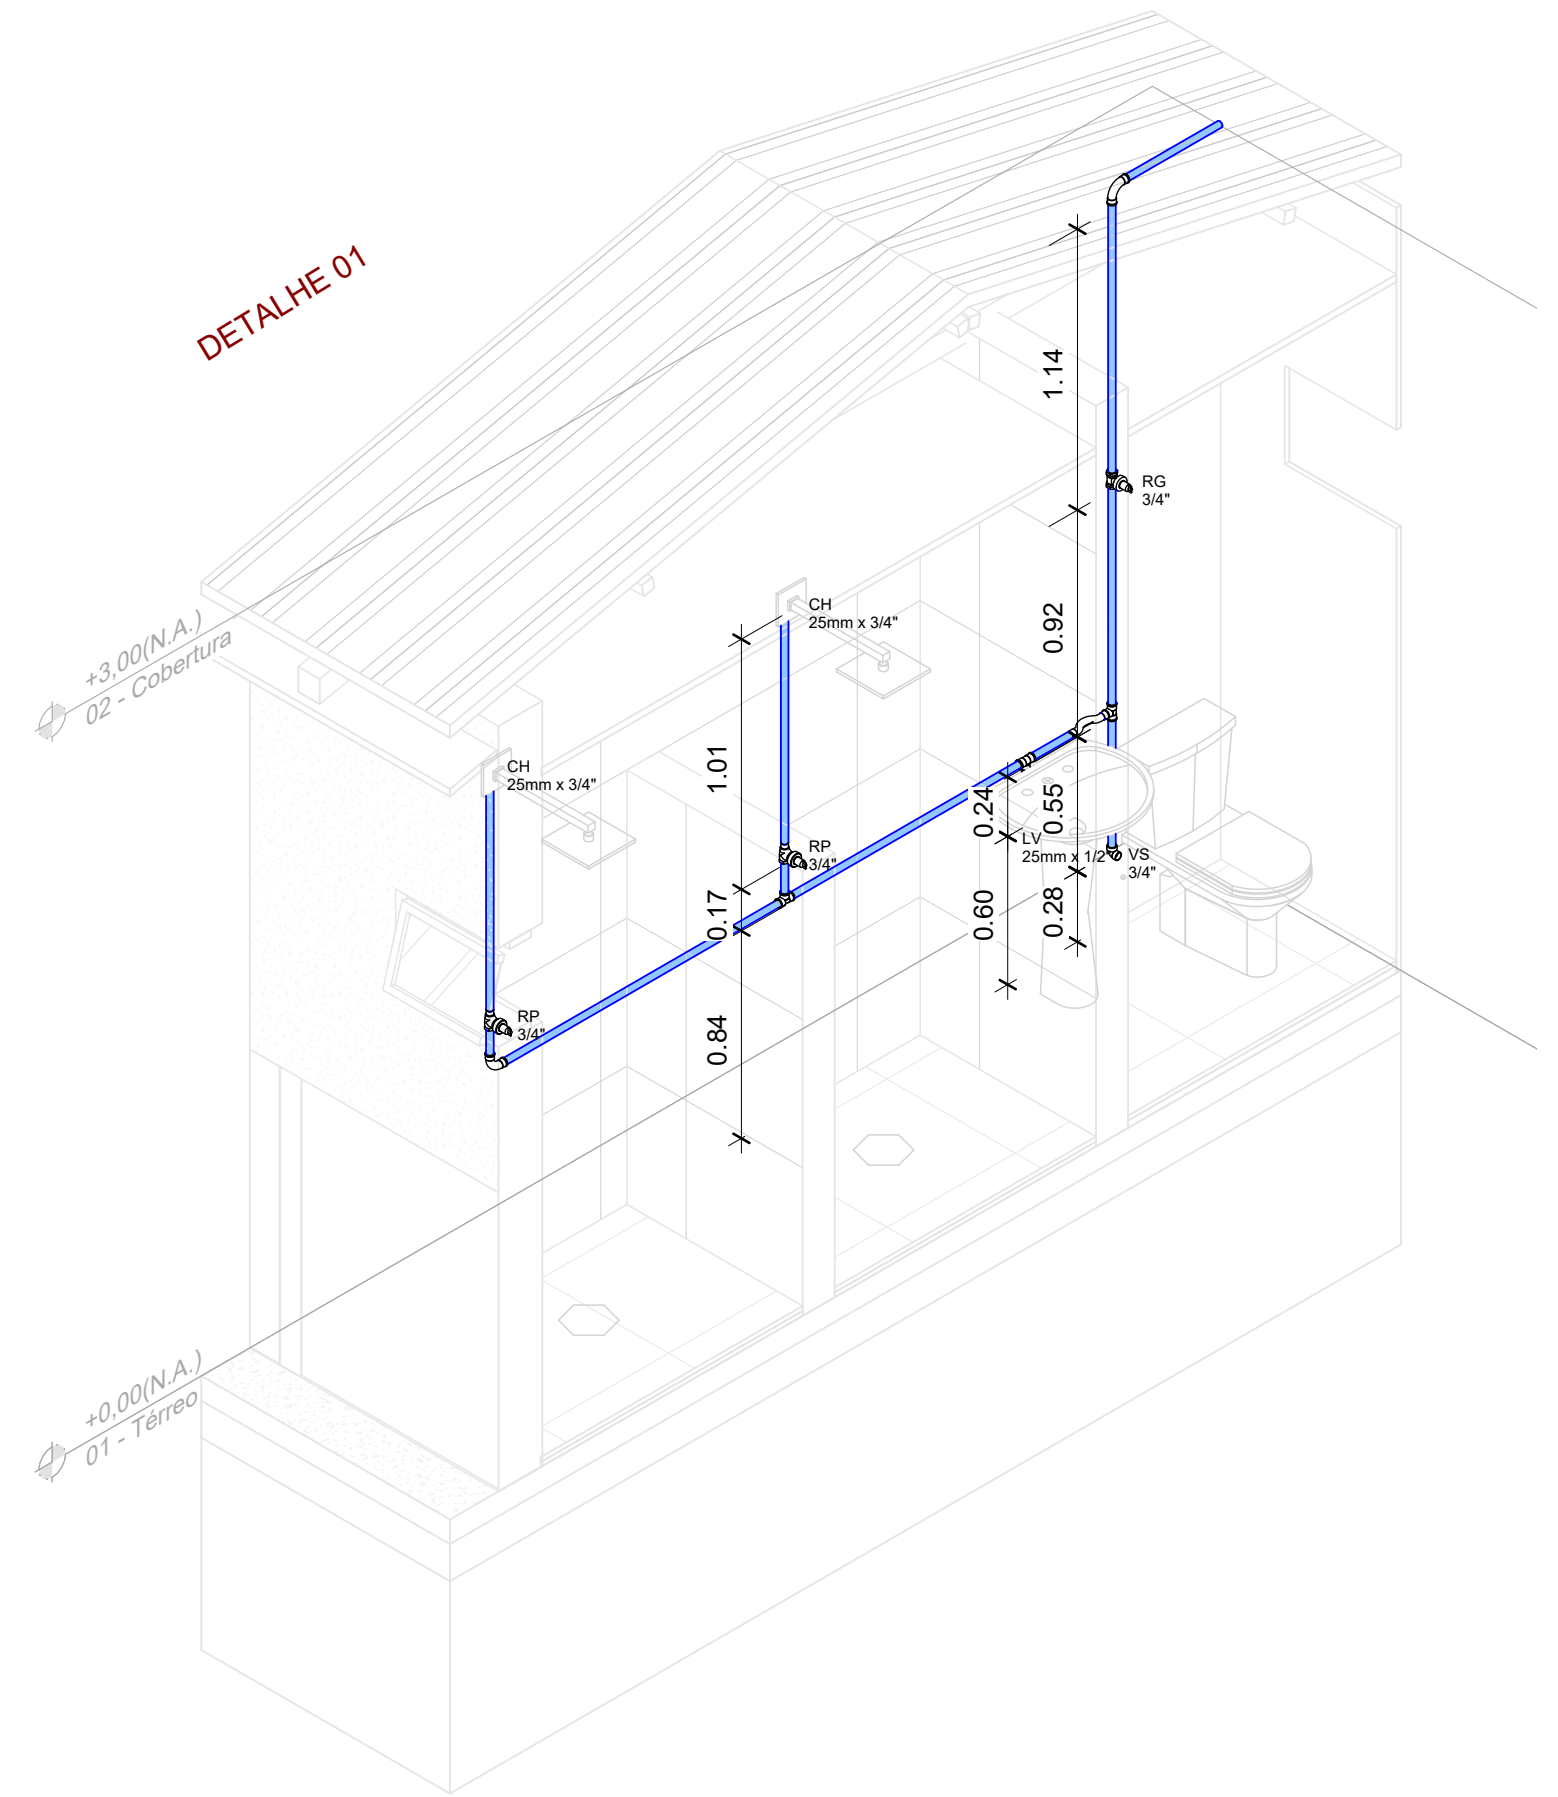 DETALHE 01
1.14
RG
3/4"
CH
25mm x 3/4"
0.92
+3,00(N.A.)
02 - Cobertura
CH
25mm x 3/4"
1.01
0.24
0.55
RP
3/4"
LV
25mm x 1/2"
VS
3/4"
0.17
0.60
0.28
RP
3/4"
0.84
+0,00(N.A.)
01 - Térreo